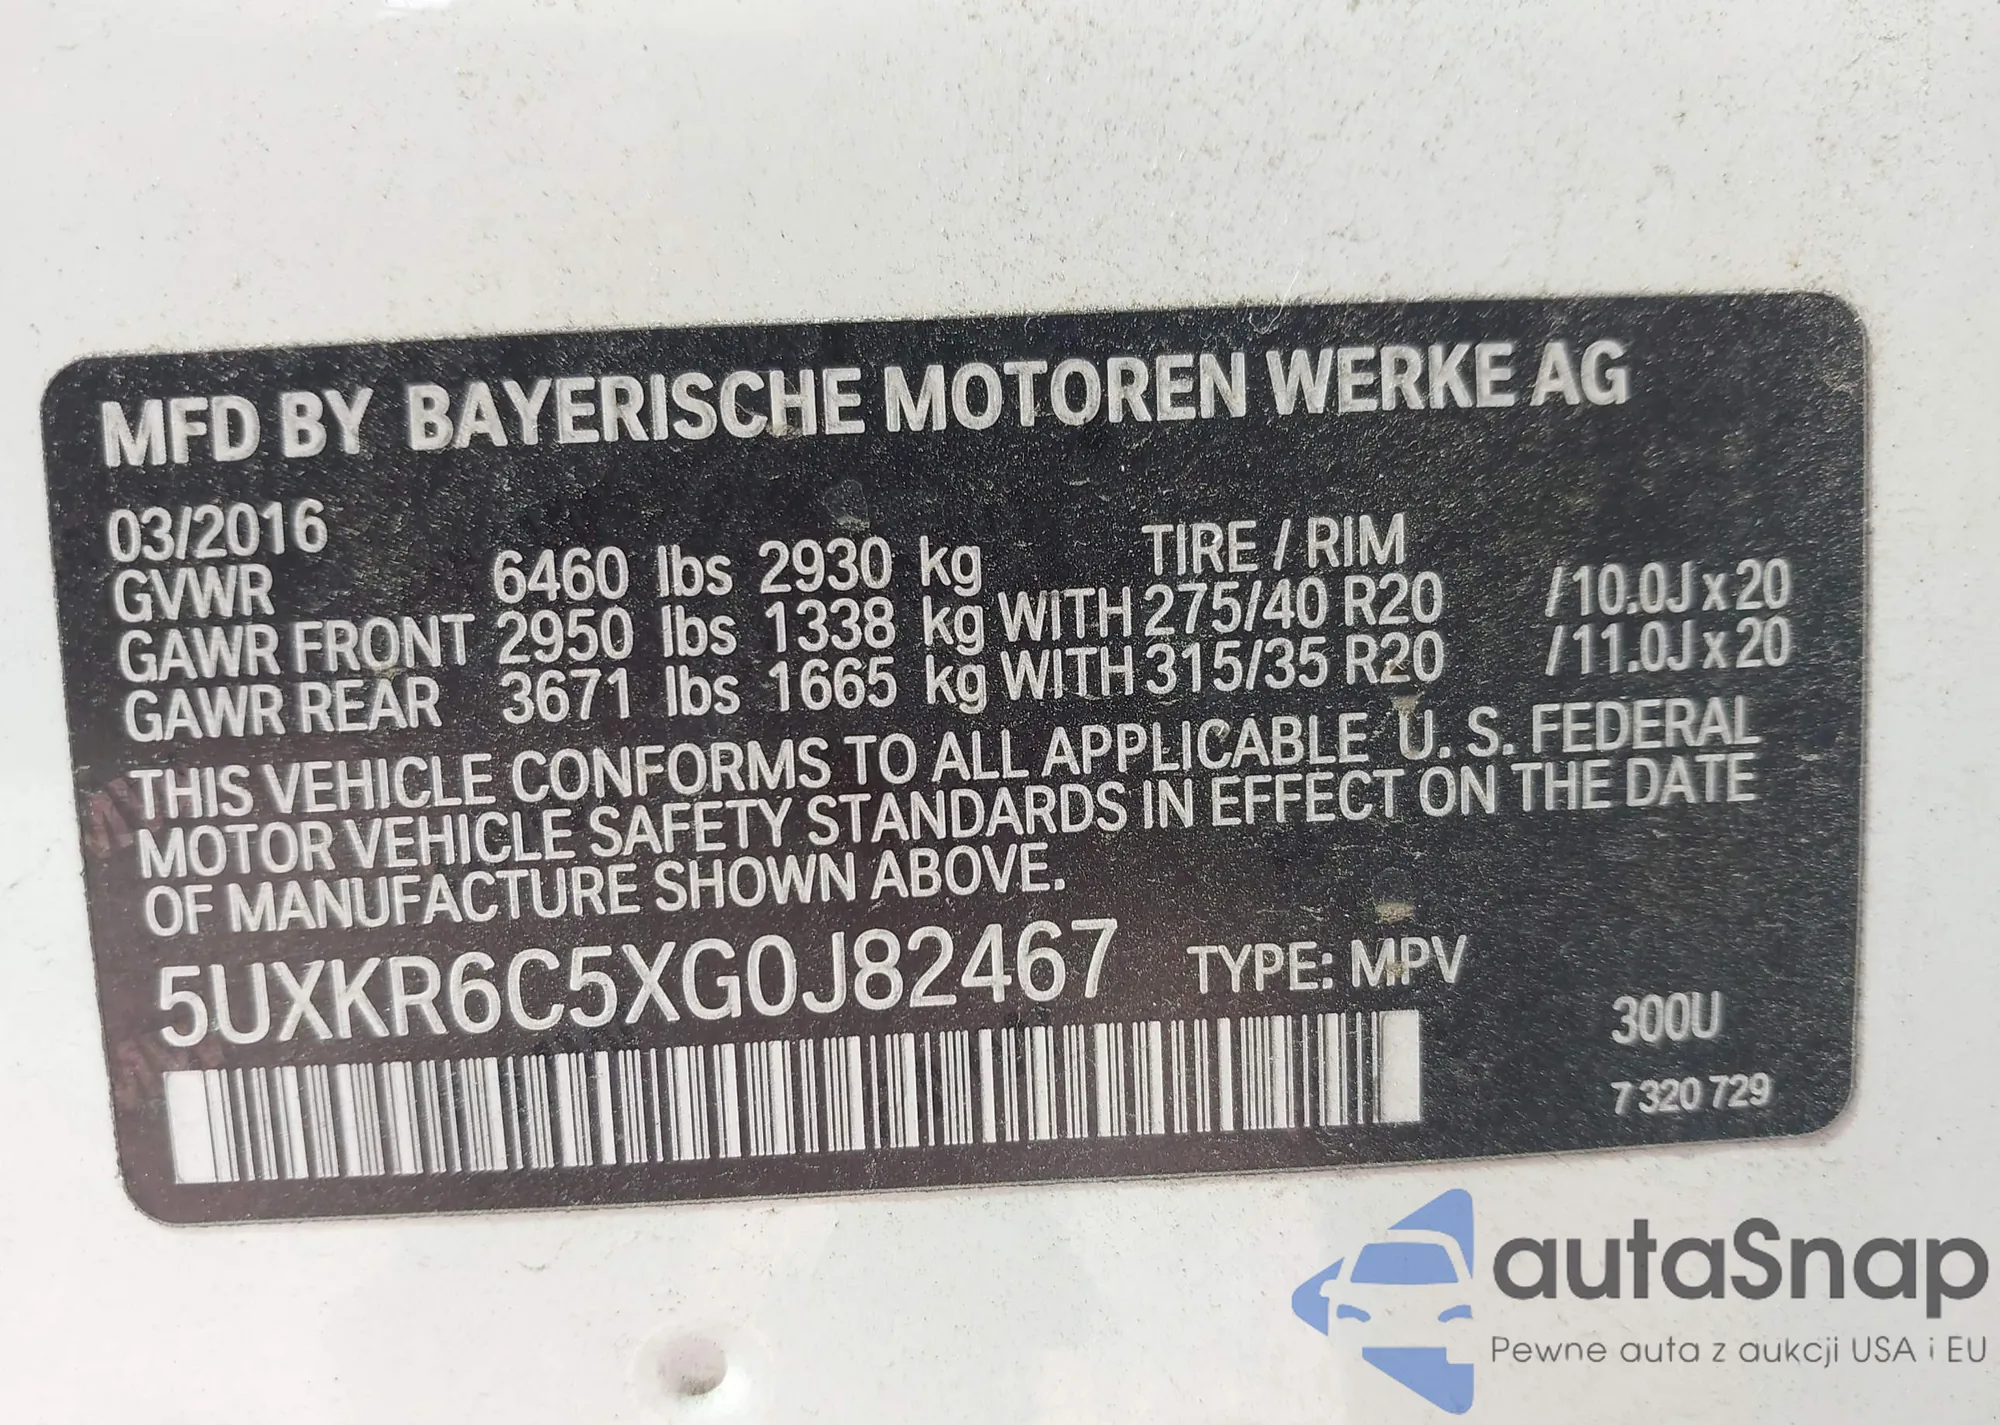 MFD BY BAYERISCHE MOTOREN WERKE AG
03/2016
TIRE / RIM
GVWR 6460 lbs 2930 kg
GAWR FRONT 2950 lbs 1338 kg WITH 275/40 R20 /10.0J x 20
GAWR REAR 3671 lbs 1665 kg WITH 315/35 R20 /11.0J x 20
THIS VEHICLE CONFORMS TO ALL APPLICABLE U. S. FEDERAL
MOTOR VEHICLE SAFETY STANDARDS IN EFFECT ON THE DATE
OF MANUFACTURE SHOWN ABOVE.
5UXKR6C5XG0J82467 TYPE: MPV
300U
7 320 729
autaSnap
Pewne auta z aukcji USA i EU